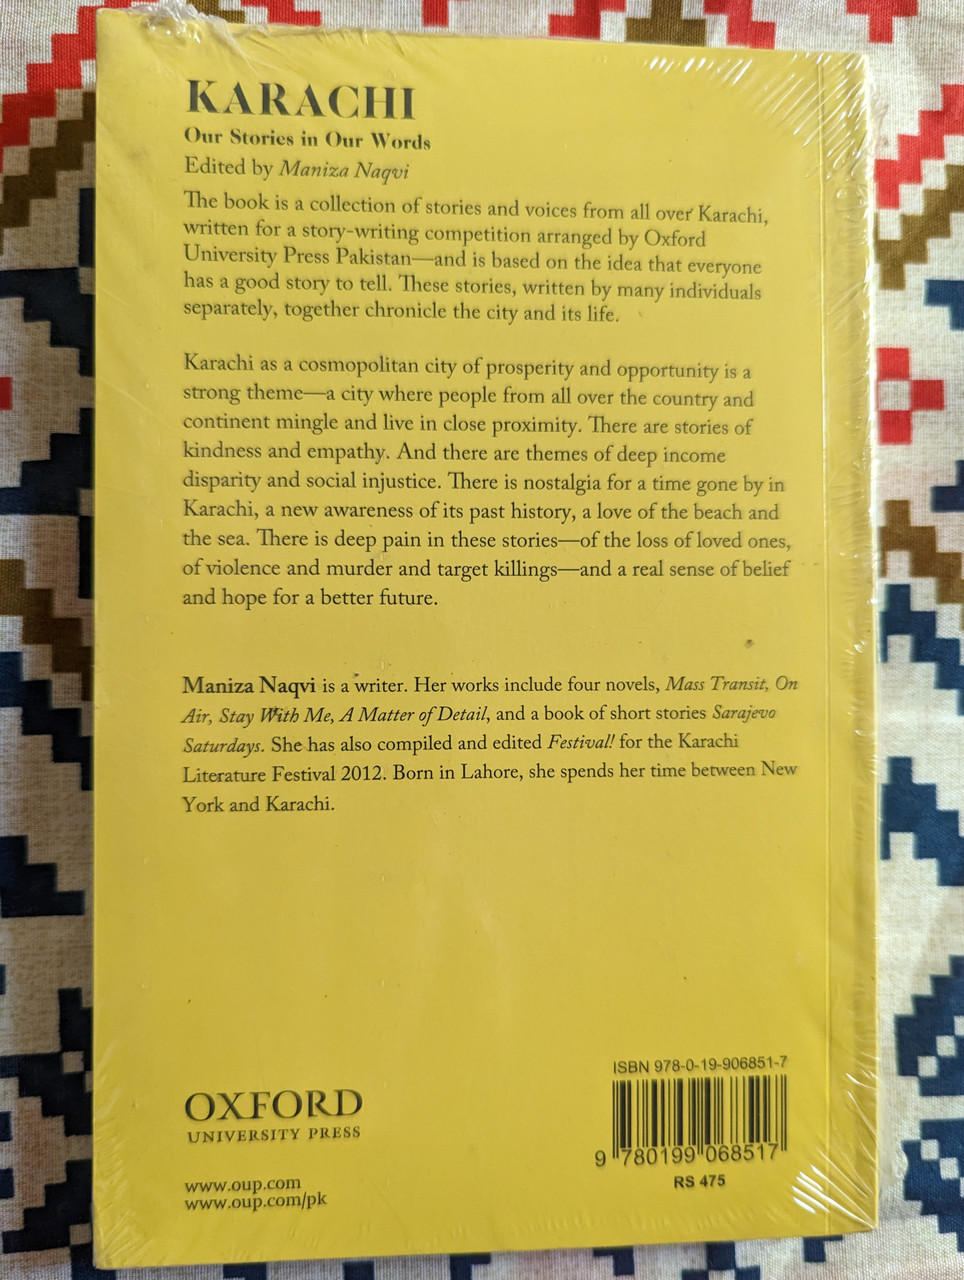 KARACHI
Our Stories in Our Words
Edited by Maniza Naqvi
The book is a collection of stories and voices from all over Karachi,
written for a story-writing competition arranged by Oxford
University Press Pakistan—and is based on the idea that everyone
has a good story to tell. These stories, written by many individuals
separately, together chronicle the city and its life.
Karachi as a cosmopolitan city of prosperity and opportunity is a
strong theme—a city where people from all over the country and
continent mingle and live in close proximity. There are stories of
kindness and empathy. And there are themes of deep income
disparity and social injustice. There is nostalgia for a time gone by in
Karachi, a new awareness of its past history, a love of the beach and
the sea. There is deep pain in these stories—of the loss of loved ones,
of violence and murder and target killings—and a real sense of belief
and hope for a better future.
Maniza Naqvi is a writer. Her works include four novels, Mass Transit, On
Air, Stay With Me, A Matter of Detail, and a book of short stories Sarajevo
Saturdays. She has also compiled and edited Festival! for the Karachi
Literature Festival 2012. Born in Lahore, she spends her time between New
York and Karachi.
OXFORD
UNIVERSITY PRESS
www.oup.com
www.oup.com/pk
ISBN 978-0-19-906851-7
9 780199 068517
RS 475